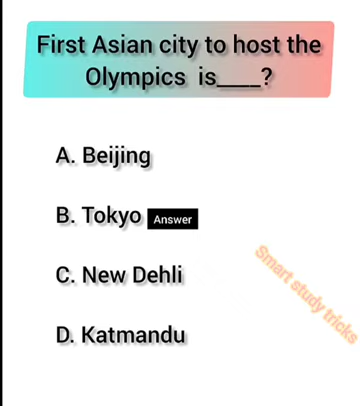 First Asian city to host the
Olympics is____?
A. Beijing
B. Tokyo Answer
C. New Dehli
D. Katmandu
Smart study tricks